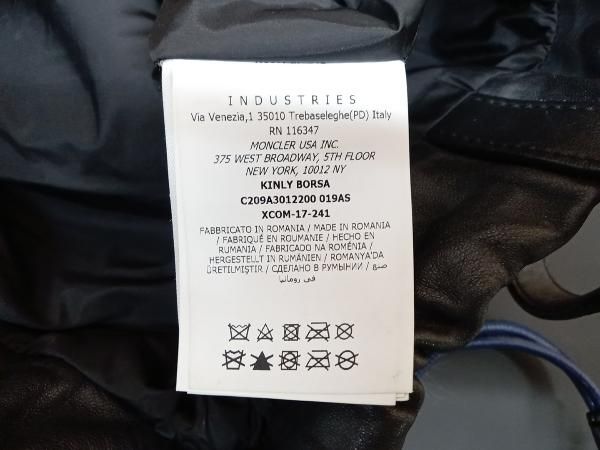 INDUSTRIES
Via Venezia,1 35010 Trebaseleghe(PD) Italy
RN 116347
MONCLER USA INC.
375 WEST BROADWAY, 5TH FLOOR
NEW YORK, 10012 NY
KINLY BORSA
C209A3012200 019AS
XCOM-17-241
FABBRICATO IN ROMANIA / MADE IN ROMANIA
/ FABRIQUÉ EN ROUMANIE / HECHO EN
RUMANÍA / FABRICADO NA ROMÉNIA /
HERGESTELLT IN RUMÄNIEN / ROMANYA'DA
ÜRETILMIŞTIR / СДЕЛАНО В РУМЫНИИ / صنع
في رومانيا